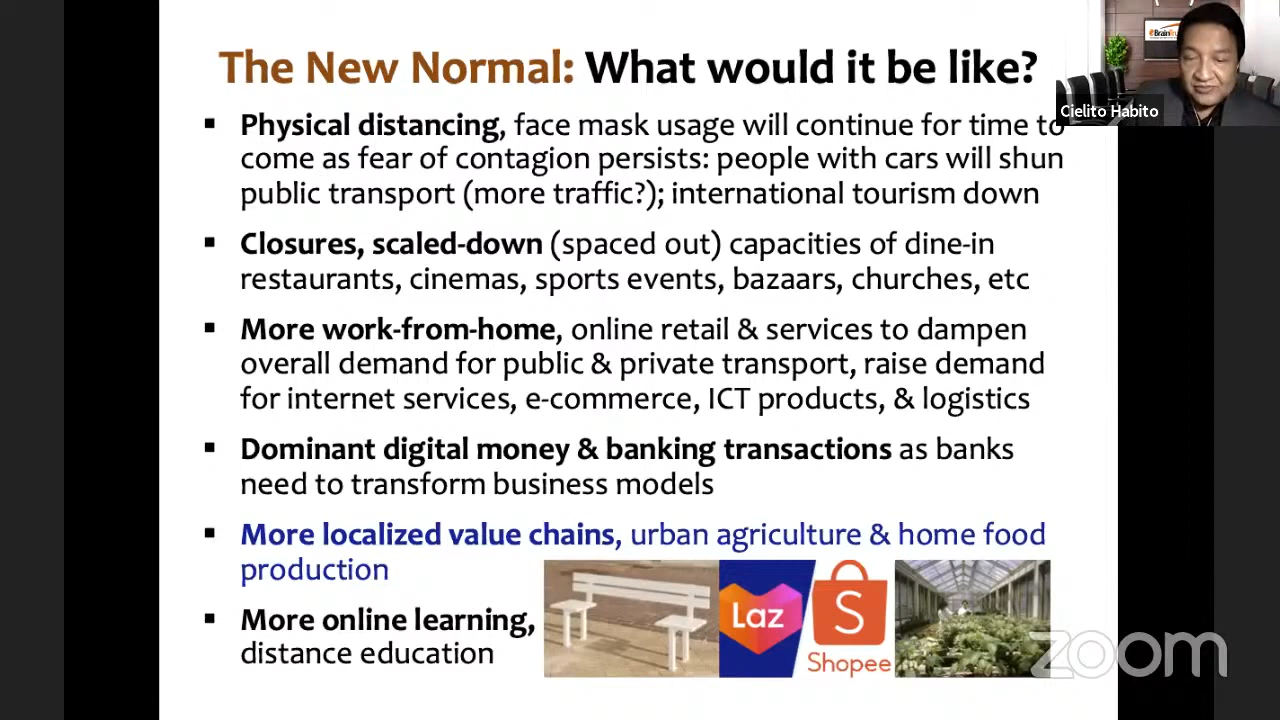 The New Normal: What would it be like?
BrainTrust
Cielito Habito
▪ Physical distancing, face mask usage will continue for time to
come as fear of contagion persists: people with cars will shun
public transport (more traffic?); international tourism down
▪ Closures, scaled-down (spaced out) capacities of dine-in
restaurants, cinemas, sports events, bazaars, churches, etc
▪ More work-from-home, online retail & services to dampen
overall demand for public & private transport, raise demand
for internet services, e-commerce, ICT products, & logistics
▪ Dominant digital money & banking transactions as banks
need to transform business models
▪ More localized value chains, urban agriculture & home food
production
▪ More online learning,
distance education
Laz
S
Shopee
zoom